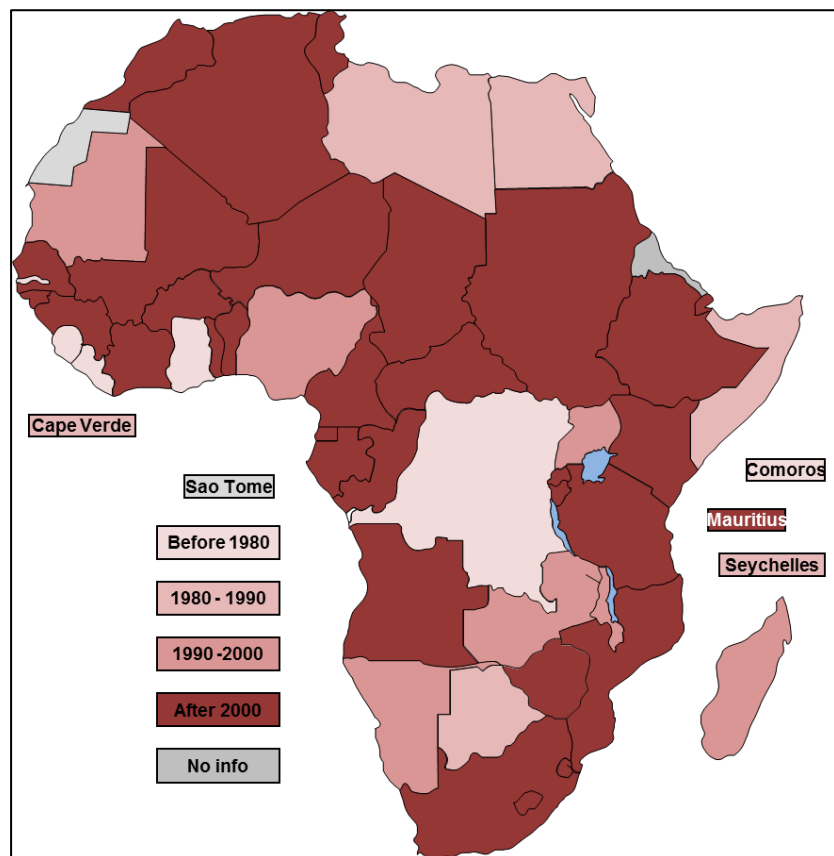 Cape Verde
Comoros
Sao Tome
Mauritius
Before 1980
Seychelles
1980 - 1990
1990 -2000
After 2000
No info